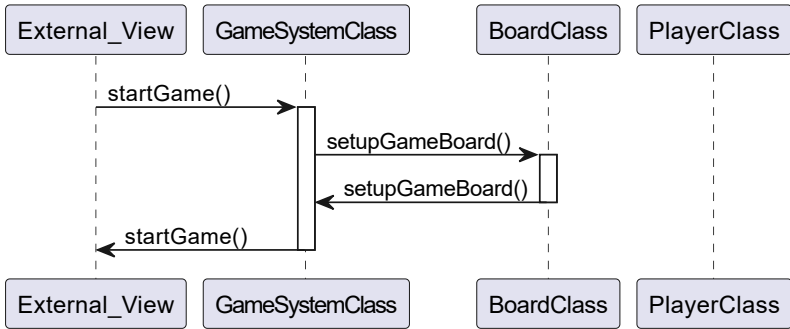 External_View GameSystemClass BoardClass PlayerClass
startGame()
setupGameBoard()
setupGameBoard()
startGame()
External_View GameSystemClass BoardClass PlayerClass